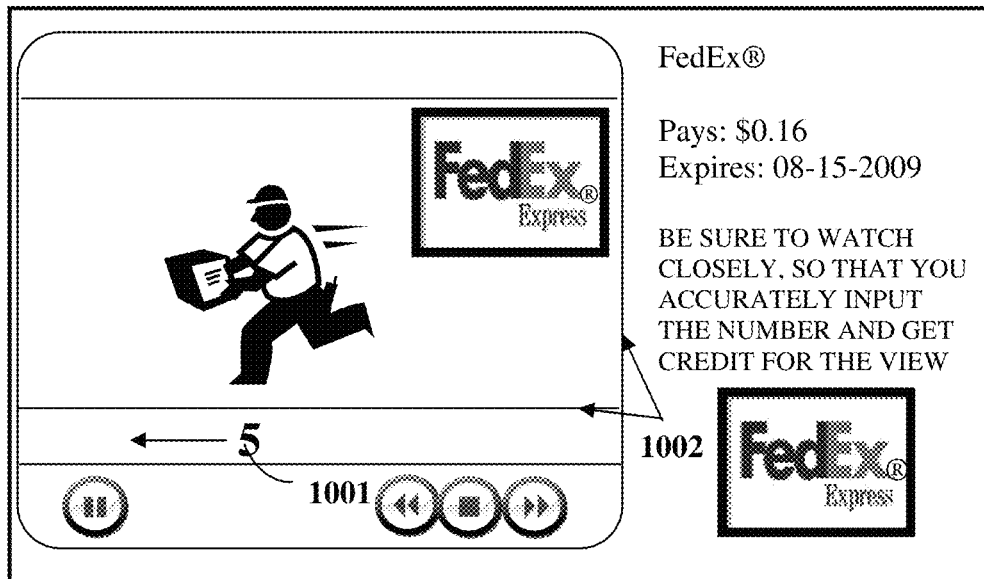 FedEx®
Express
5
1001
FedEx®
Pays: $0.16
Expires: 08-15-2009
BE SURE TO WATCH
CLOSELY, SO THAT YOU
ACCURATELY INPUT
THE NUMBER AND GET
CREDIT FOR THE VIEW
1002
FedEx®
Express